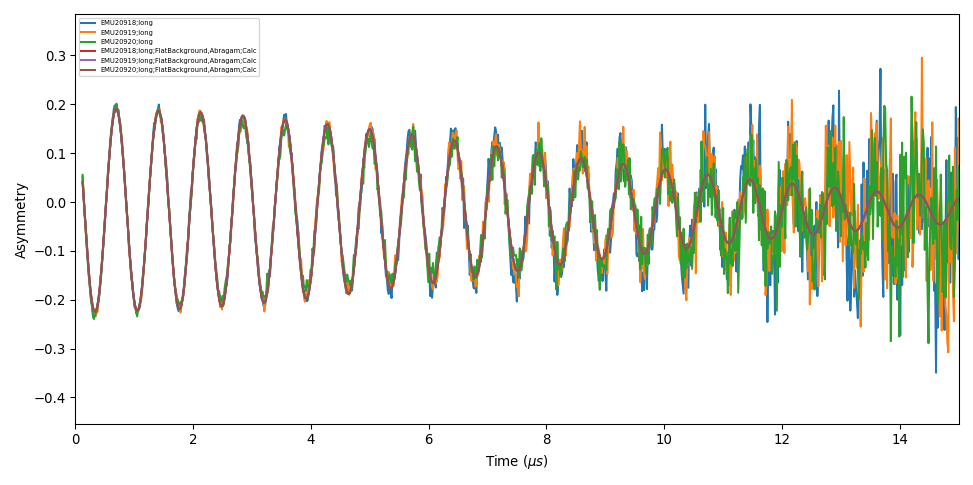 EMU20918;long
EMU20919;long
EMU20920;long
EMU20918;long;FlatBackground,Abragam;Calc
EMU20919;long;FlatBackground,Abragam;Calc
EMU20920;long;FlatBackground,Abragam;Calc
0.3
0.2
0.1
0.0
−0.1
−0.2
−0.3
−0.4
Asymmetry
0 2 4 6 8 10 12 14
Time (μs)